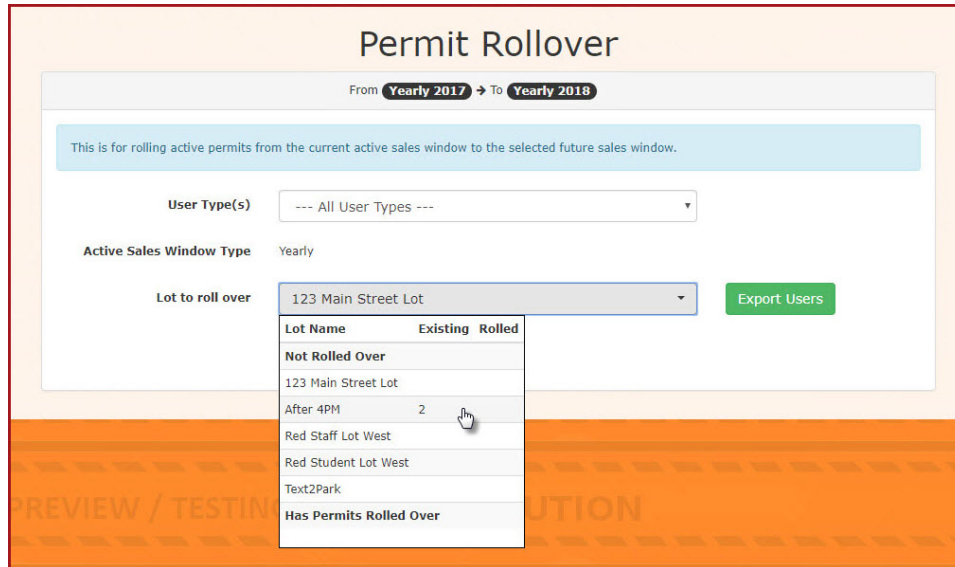 Permit Rollover
From Yearly 2017 → To Yearly 2018
This is for rolling active permits from the current active sales window to the selected future sales window.
User Type(s) --- All User Types ---
Active Sales Window Type Yearly
Lot to roll over 123 Main Street Lot Export Users
Lot Name Existing Rolled
Not Rolled Over
123 Main Street Lot
After 4PM 2
Red Staff Lot West
Red Student Lot West
Text2Park
Has Permits Rolled Over
PREVIEW / TESTIN UTION